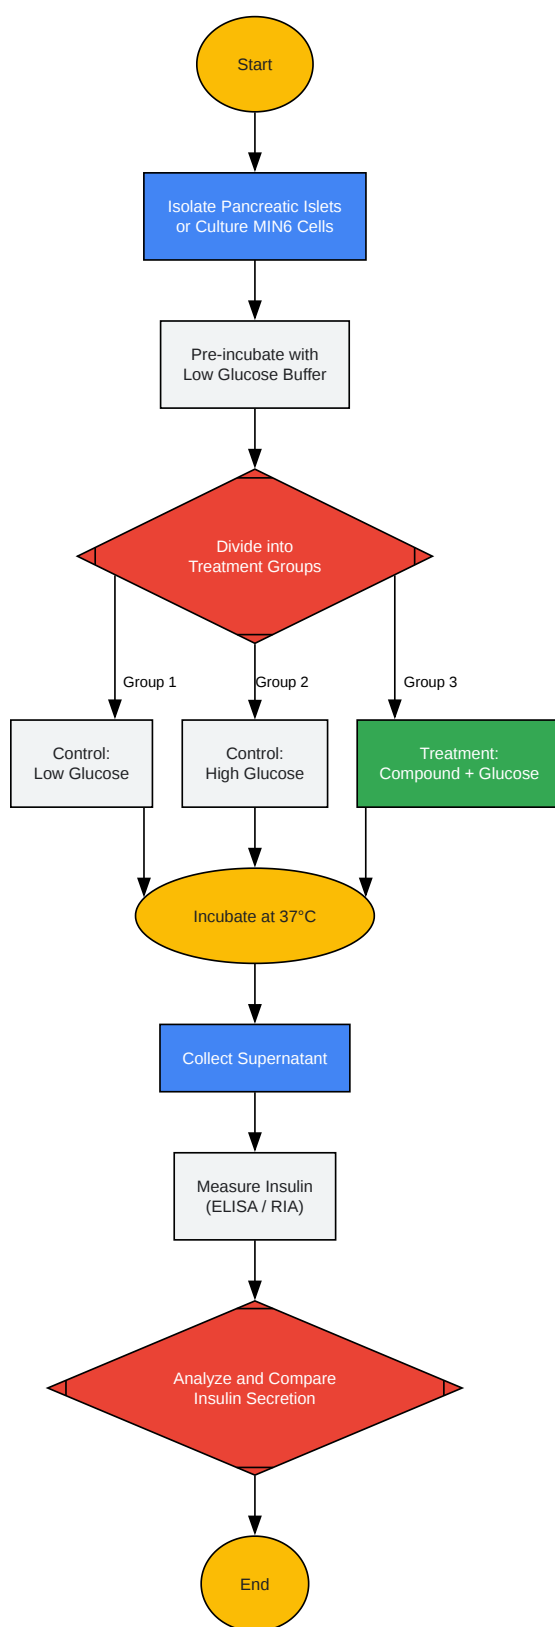 Start
Isolate Pancreatic Islets
or Culture MIN6 Cells
Pre-incubate with
Low Glucose Buffer
Divide into
Treatment Groups
Group 1
Group 2
Group 3
Control:
Low Glucose
Control:
High Glucose
Treatment:
Compound + Glucose
Incubate at 37°C
Collect Supernatant
Measure Insulin
(ELISA / RIA)
Analyze and Compare
Insulin Secretion
End